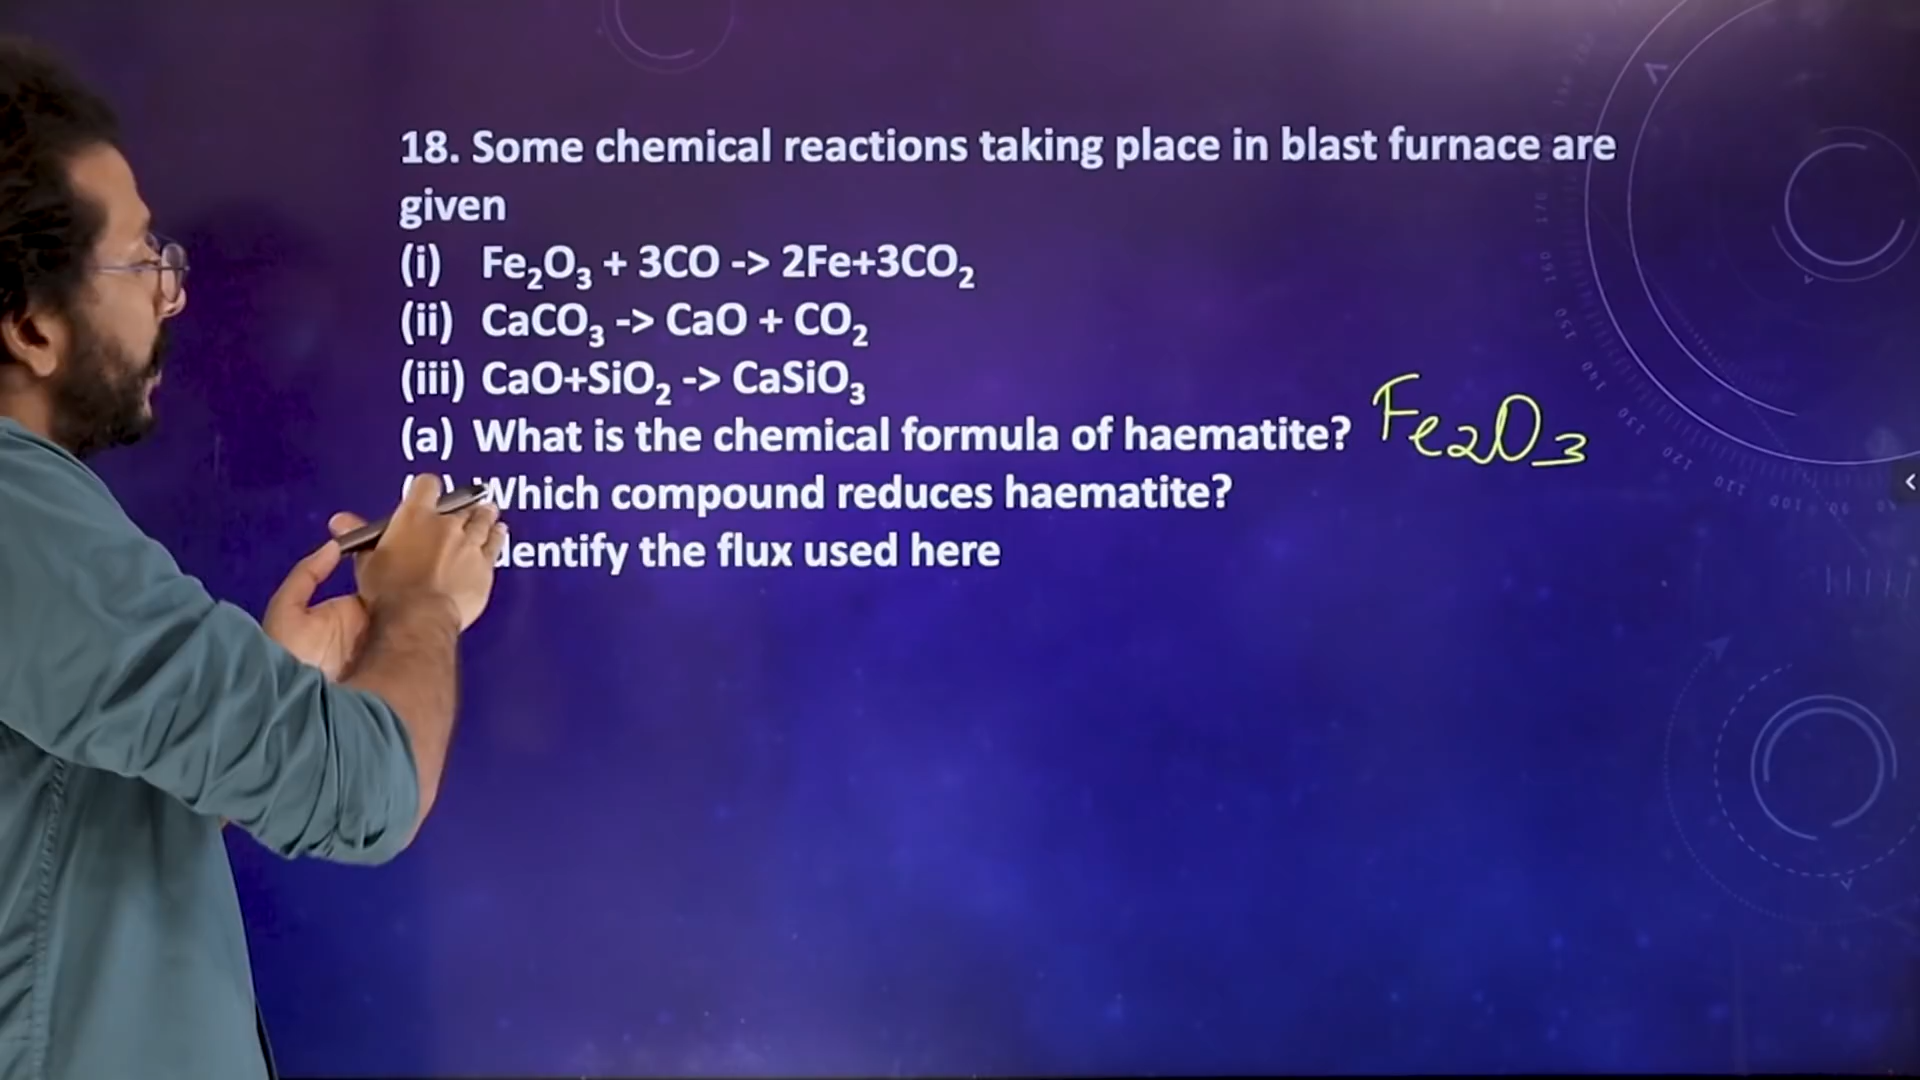 18. Some chemical reactions taking place in blast furnace are
given
(i) Fe₂O₃ + 3CO -> 2Fe+3CO₂
(ii) CaCO₃ -> CaO + CO₂
(iii) CaO+SiO₂ -> CaSiO₃
(a) What is the chemical formula of haematite? Fe₂O₃
Which compound reduces haematite?
dentify the flux used here